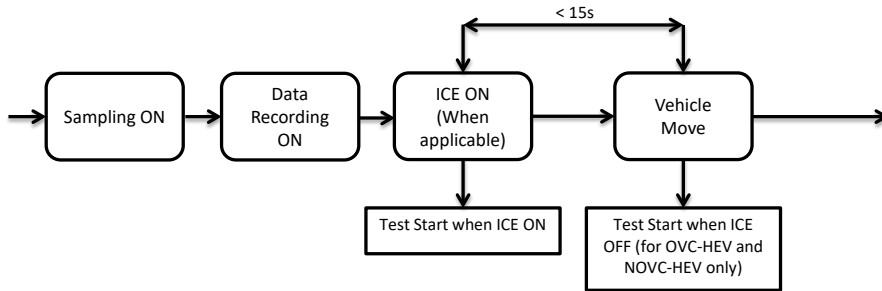 < 15s
Sampling ON
Data
Recording
ON
ICE ON
(When
applicable)
Vehicle
Move
Test Start when ICE ON
Test Start when ICE
OFF (for OVC-HEV and
NOVC-HEV only)